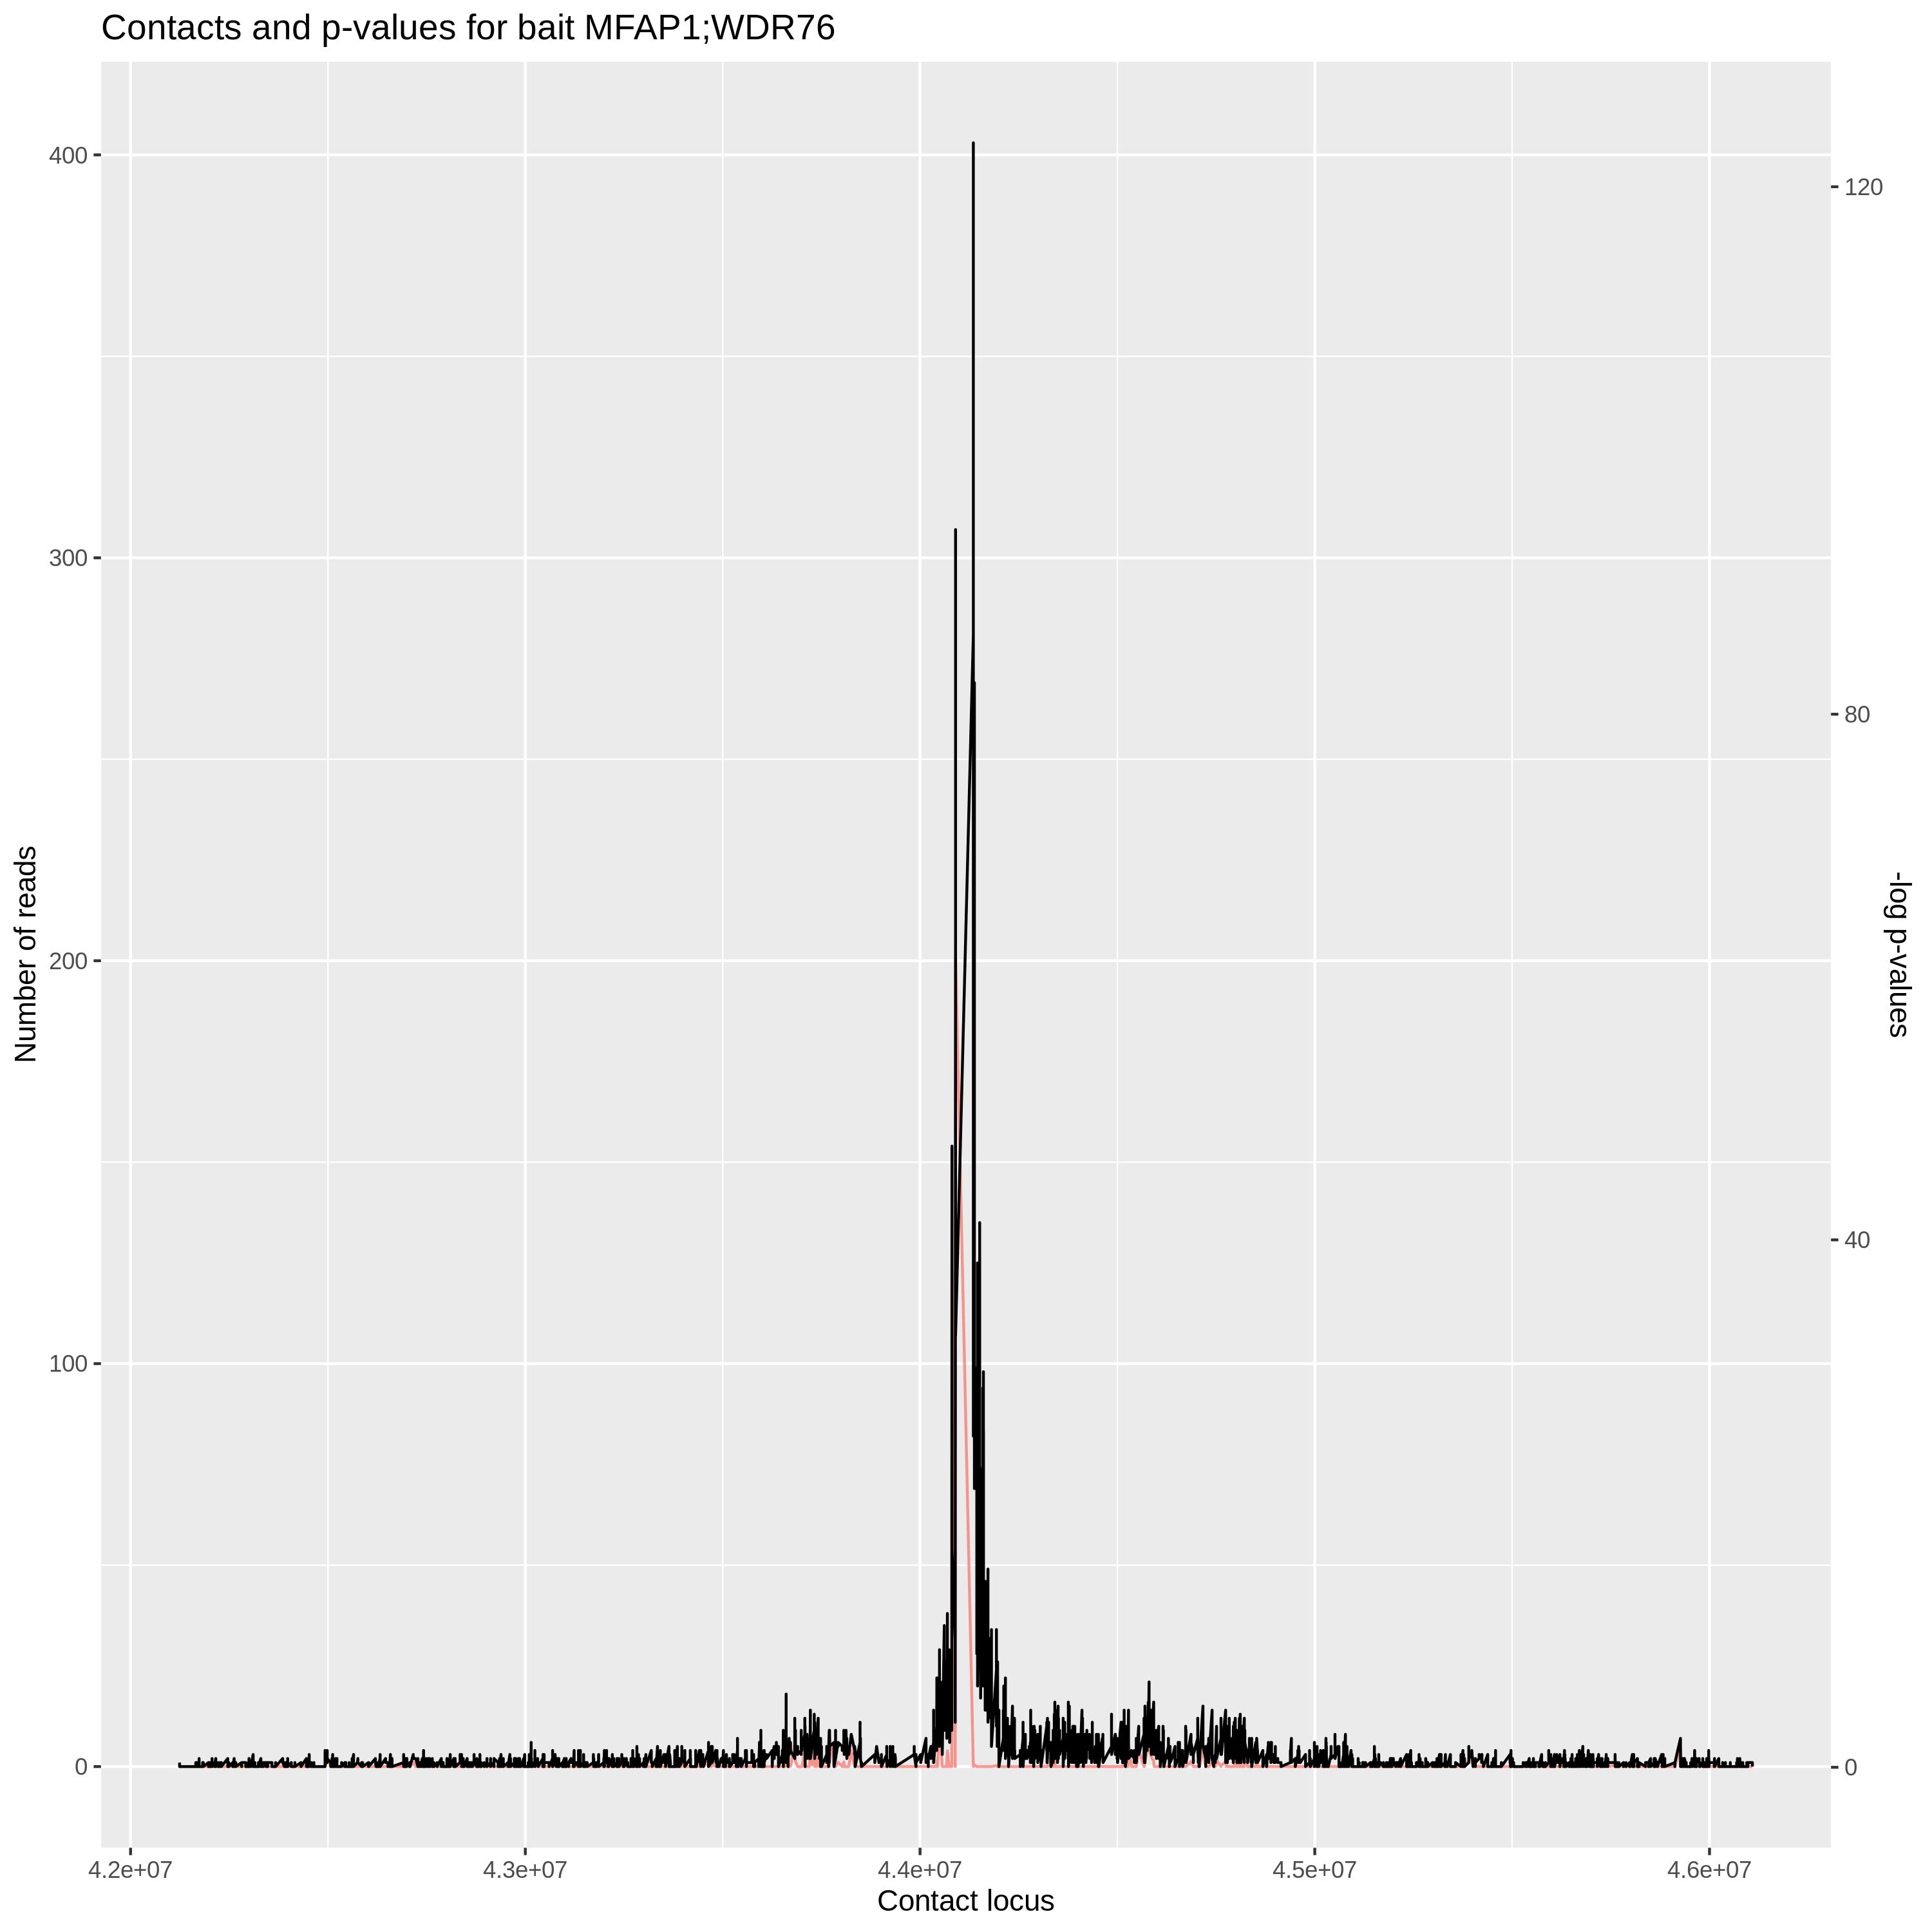 Contacts and p-values for bait MFAP1;WDR76
400
300
200
100
0
Number of reads
120
80
40
0
-log p-values
4.2e+07 4.3e+07 4.4e+07 4.5e+07 4.6e+07
Contact locus